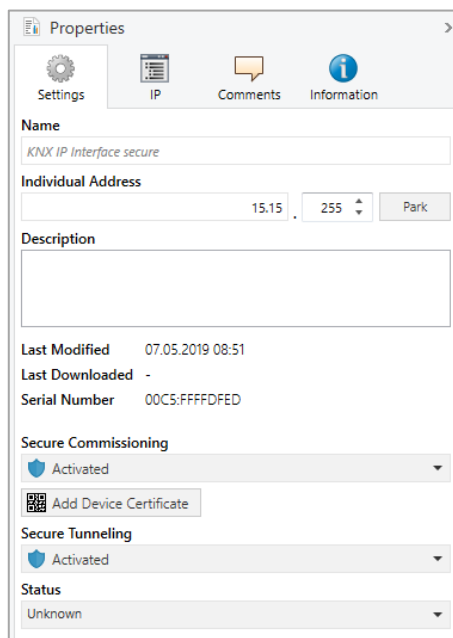 Properties
Settings IP Comments Information
Name
KNX IP Interface secure
Individual Address
15.15 . 255 Park
Description
Last Modified 07.05.2019 08:51
Last Downloaded -
Serial Number 00C5:FFFFDFED
Secure Commissioning
Activated
Add Device Certificate
Secure Tunneling
Activated
Status
Unknown